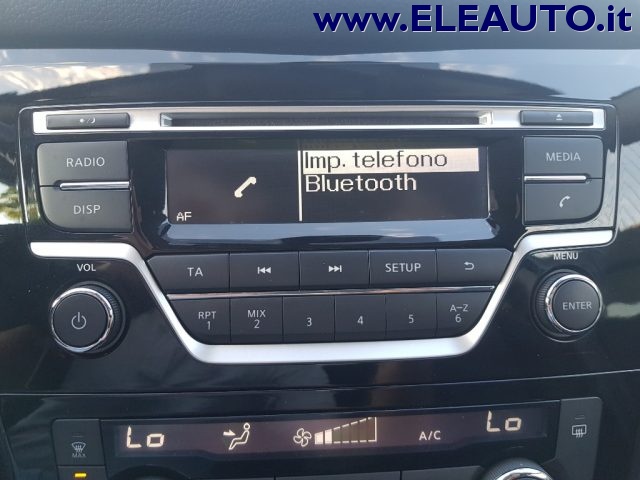 www.ELEAUTO.it
RADIO
Imp. telefono
MEDIA
Bluetooth
DISP
AF
VOL
MENU
TA
SETUP
RPT
1
MIX
2
3
4
5
A-Z
6
ENTER
MAX
Lo
A/C
Lo